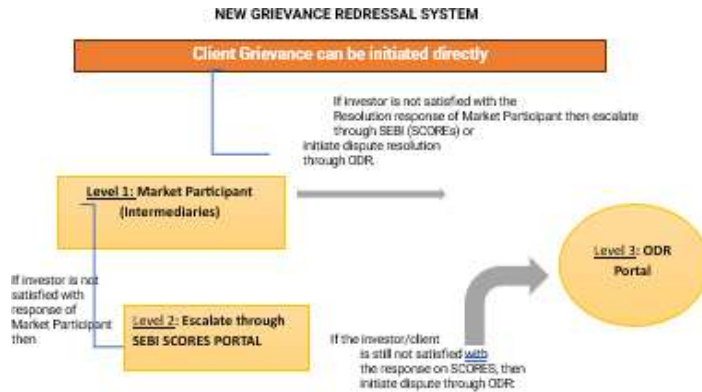 NEW GRIEVANCE REDRESSAL SYSTEM
Client Grievance can be initiated directly
If investor is not satisfied with the
Resolution response of Market Participant then escalate
through SEBI (SCOREs) or
initiate dispute resolution
through ODR.
Level 1: Market Participant
(Intermediaries)
Level 3: ODR
Portal
If investor is not
satisfied with
response of
Market Participant
then
Level 2: Escalate through
SEBI SCORES PORTAL
If the investor/client
is still not satisfied with
the response on SCORES, then
initiate dispute through ODR.